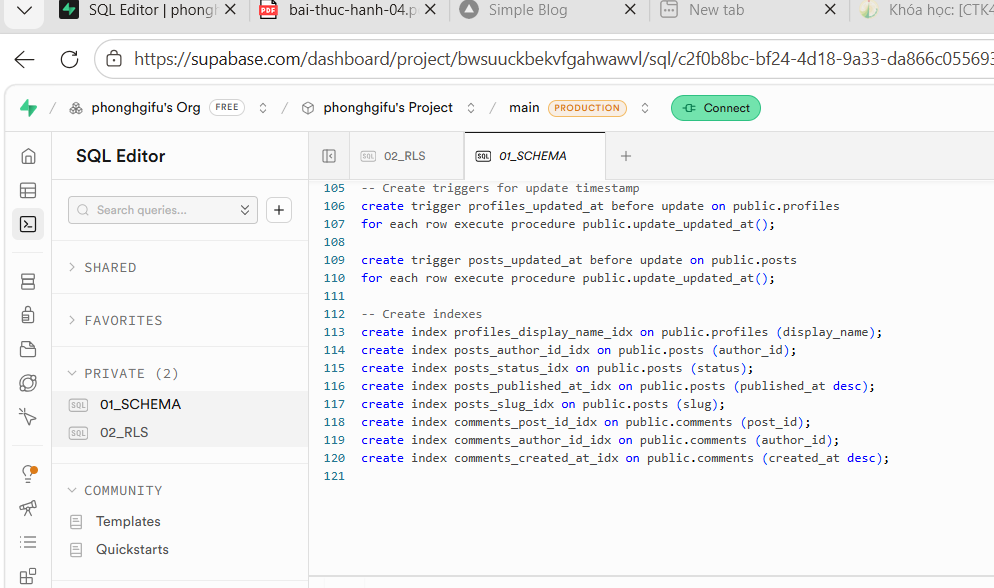 SQL Editor | phongh
bai-thuc-hanh-04.p
Simple Blog
New tab
Khóa học: [CTK4
https://supabase.com/dashboard/project/bwsuuckbekvfgahwawvl/sql/c2f0b8bc-bf24-4d18-9a33-da866c055693
phonghgifu's Org FREE / phonghgifu's Project / main PRODUCTION Connect
SQL Editor
Search queries...
SHARED
FAVORITES
PRIVATE (2)
SQL 01_SCHEMA
SQL 02_RLS
COMMUNITY
Templates
Quickstarts
SQL 02_RLS
SQL 01_SCHEMA
105 -- Create triggers for update timestamp
106 create trigger profiles_updated_at before update on public.profiles
107 for each row execute procedure public.update_updated_at();
108
109 create trigger posts_updated_at before update on public.posts
110 for each row execute procedure public.update_updated_at();
111
112 -- Create indexes
113 create index profiles_display_name_idx on public.profiles (display_name);
114 create index posts_author_id_idx on public.posts (author_id);
115 create index posts_status_idx on public.posts (status);
116 create index posts_published_at_idx on public.posts (published_at desc);
117 create index posts_slug_idx on public.posts (slug);
118 create index comments_post_id_idx on public.comments (post_id);
119 create index comments_author_id_idx on public.comments (author_id);
120 create index comments_created_at_idx on public.comments (created_at desc);
121